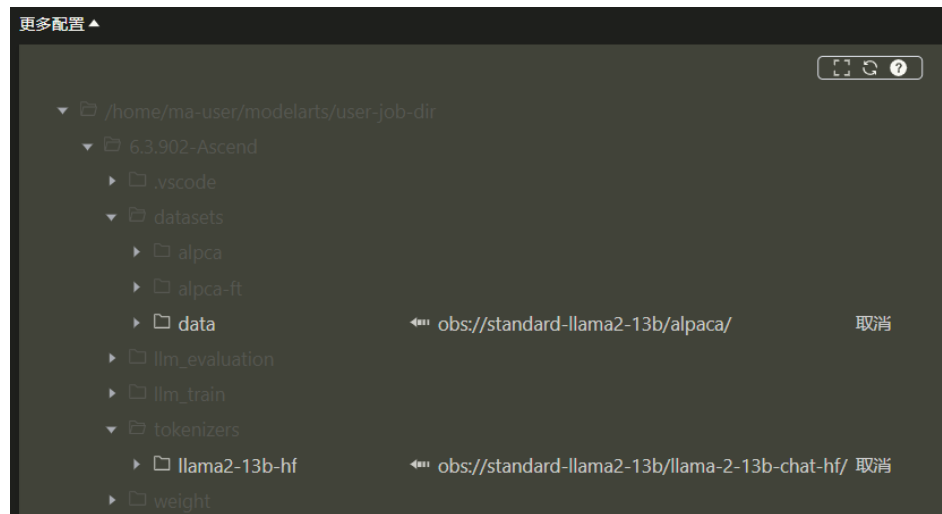 更多配置
/home/ma-user/modelarts/user-job-dir
6.3.902-Ascend
.vscode
datasets
alpca
alpca-ft
data obs://standard-llama2-13b/alpaca/ 取消
llm_evaluation
llm_train
tokenizers
llama2-13b-hf obs://standard-llama2-13b/llama-2-13b-chat-hf/ 取消
weight